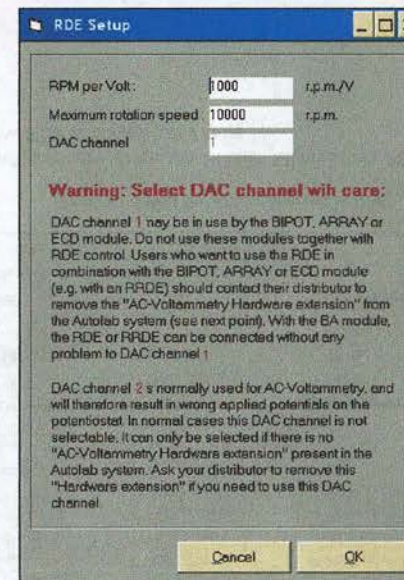 RDE Setup
RPM per Volt:
1000
r.p.m./V
Maximum rotation speed:
10000
r.p.m.
DAC channel
1
Warning: Select DAC channel wih care:
DAC channel 1 may be in use by the BIPOT, ARRAY or
ECD module. Do not use these modules together with
RDE control. Users who want to use the RDE in
combination with the BIPOT, ARRAY or ECD module
(e.g. with an RRDE) should contact their distributor to
remove the "AC-Voltammetry Hardware extension" from
the Autolab system (see next point). With the BA module,
the RDE or RRDE can be connected without any
problem to DAC channel 1
DAC channel 2 s normally used for AC-Voltammetry, and
will therefore result in wrong applied potentials on the
potentiostat. In normal cases this DAC channel is not
selectable. It can only be selected if there is no
"AC-Voltammetry Hardware extension" present in the
Autolab system. Ask your distributor to remove this
"Hardware extension" if you need to use this DAC
channel.
Cancel
OK